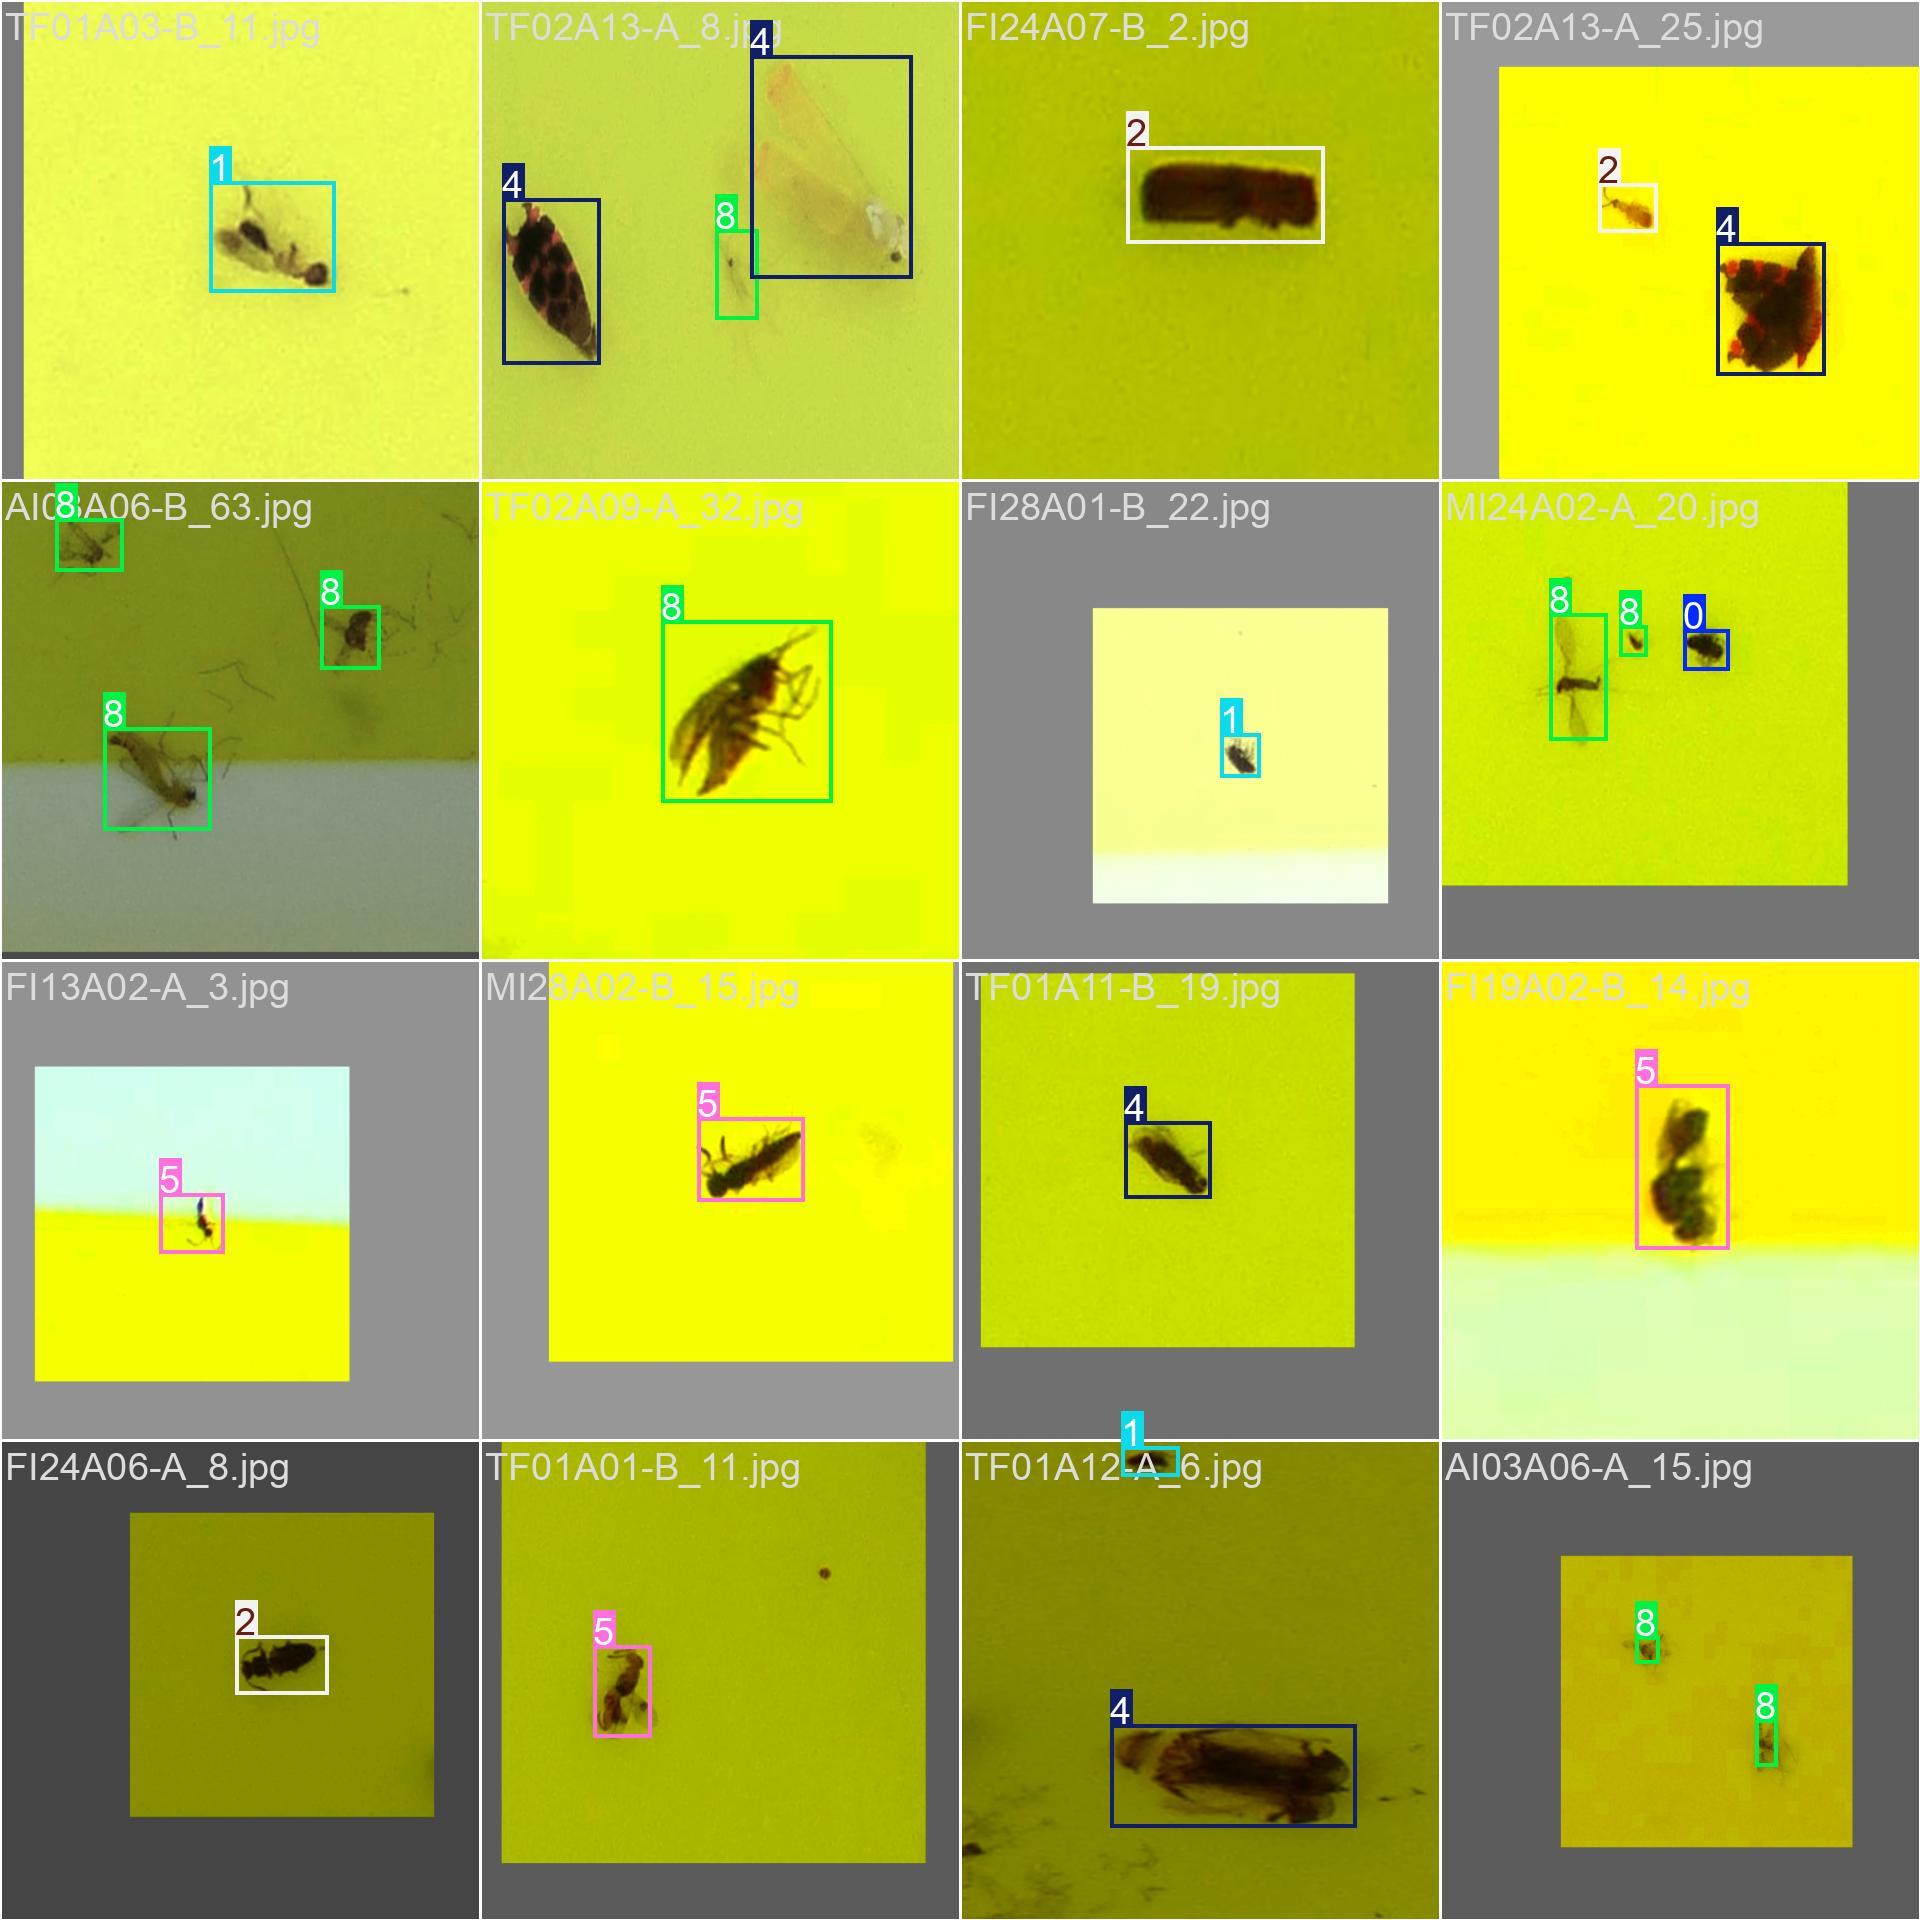 TF01A03-B_11.jpg
1
TF02A13-A_8.jpg
4
4
8
FI24A07-B_2.jpg
2
TF02A13-A_25.jpg
2
4
AI03A06-B_63.jpg
8
8
8
TF02A09-A_32.jpg
8
FI28A01-B_22.jpg
1
MI24A02-A_20.jpg
8
8
0
FI13A02-A_3.jpg
5
MI28A02-B_15.jpg
5
TF01A11-B_19.jpg
4
FI19A02-B_14.jpg
5
FI24A06-A_8.jpg
2
TF01A01-B_11.jpg
5
1
TF01A12-A_6.jpg
4
AI03A06-A_15.jpg
8
8